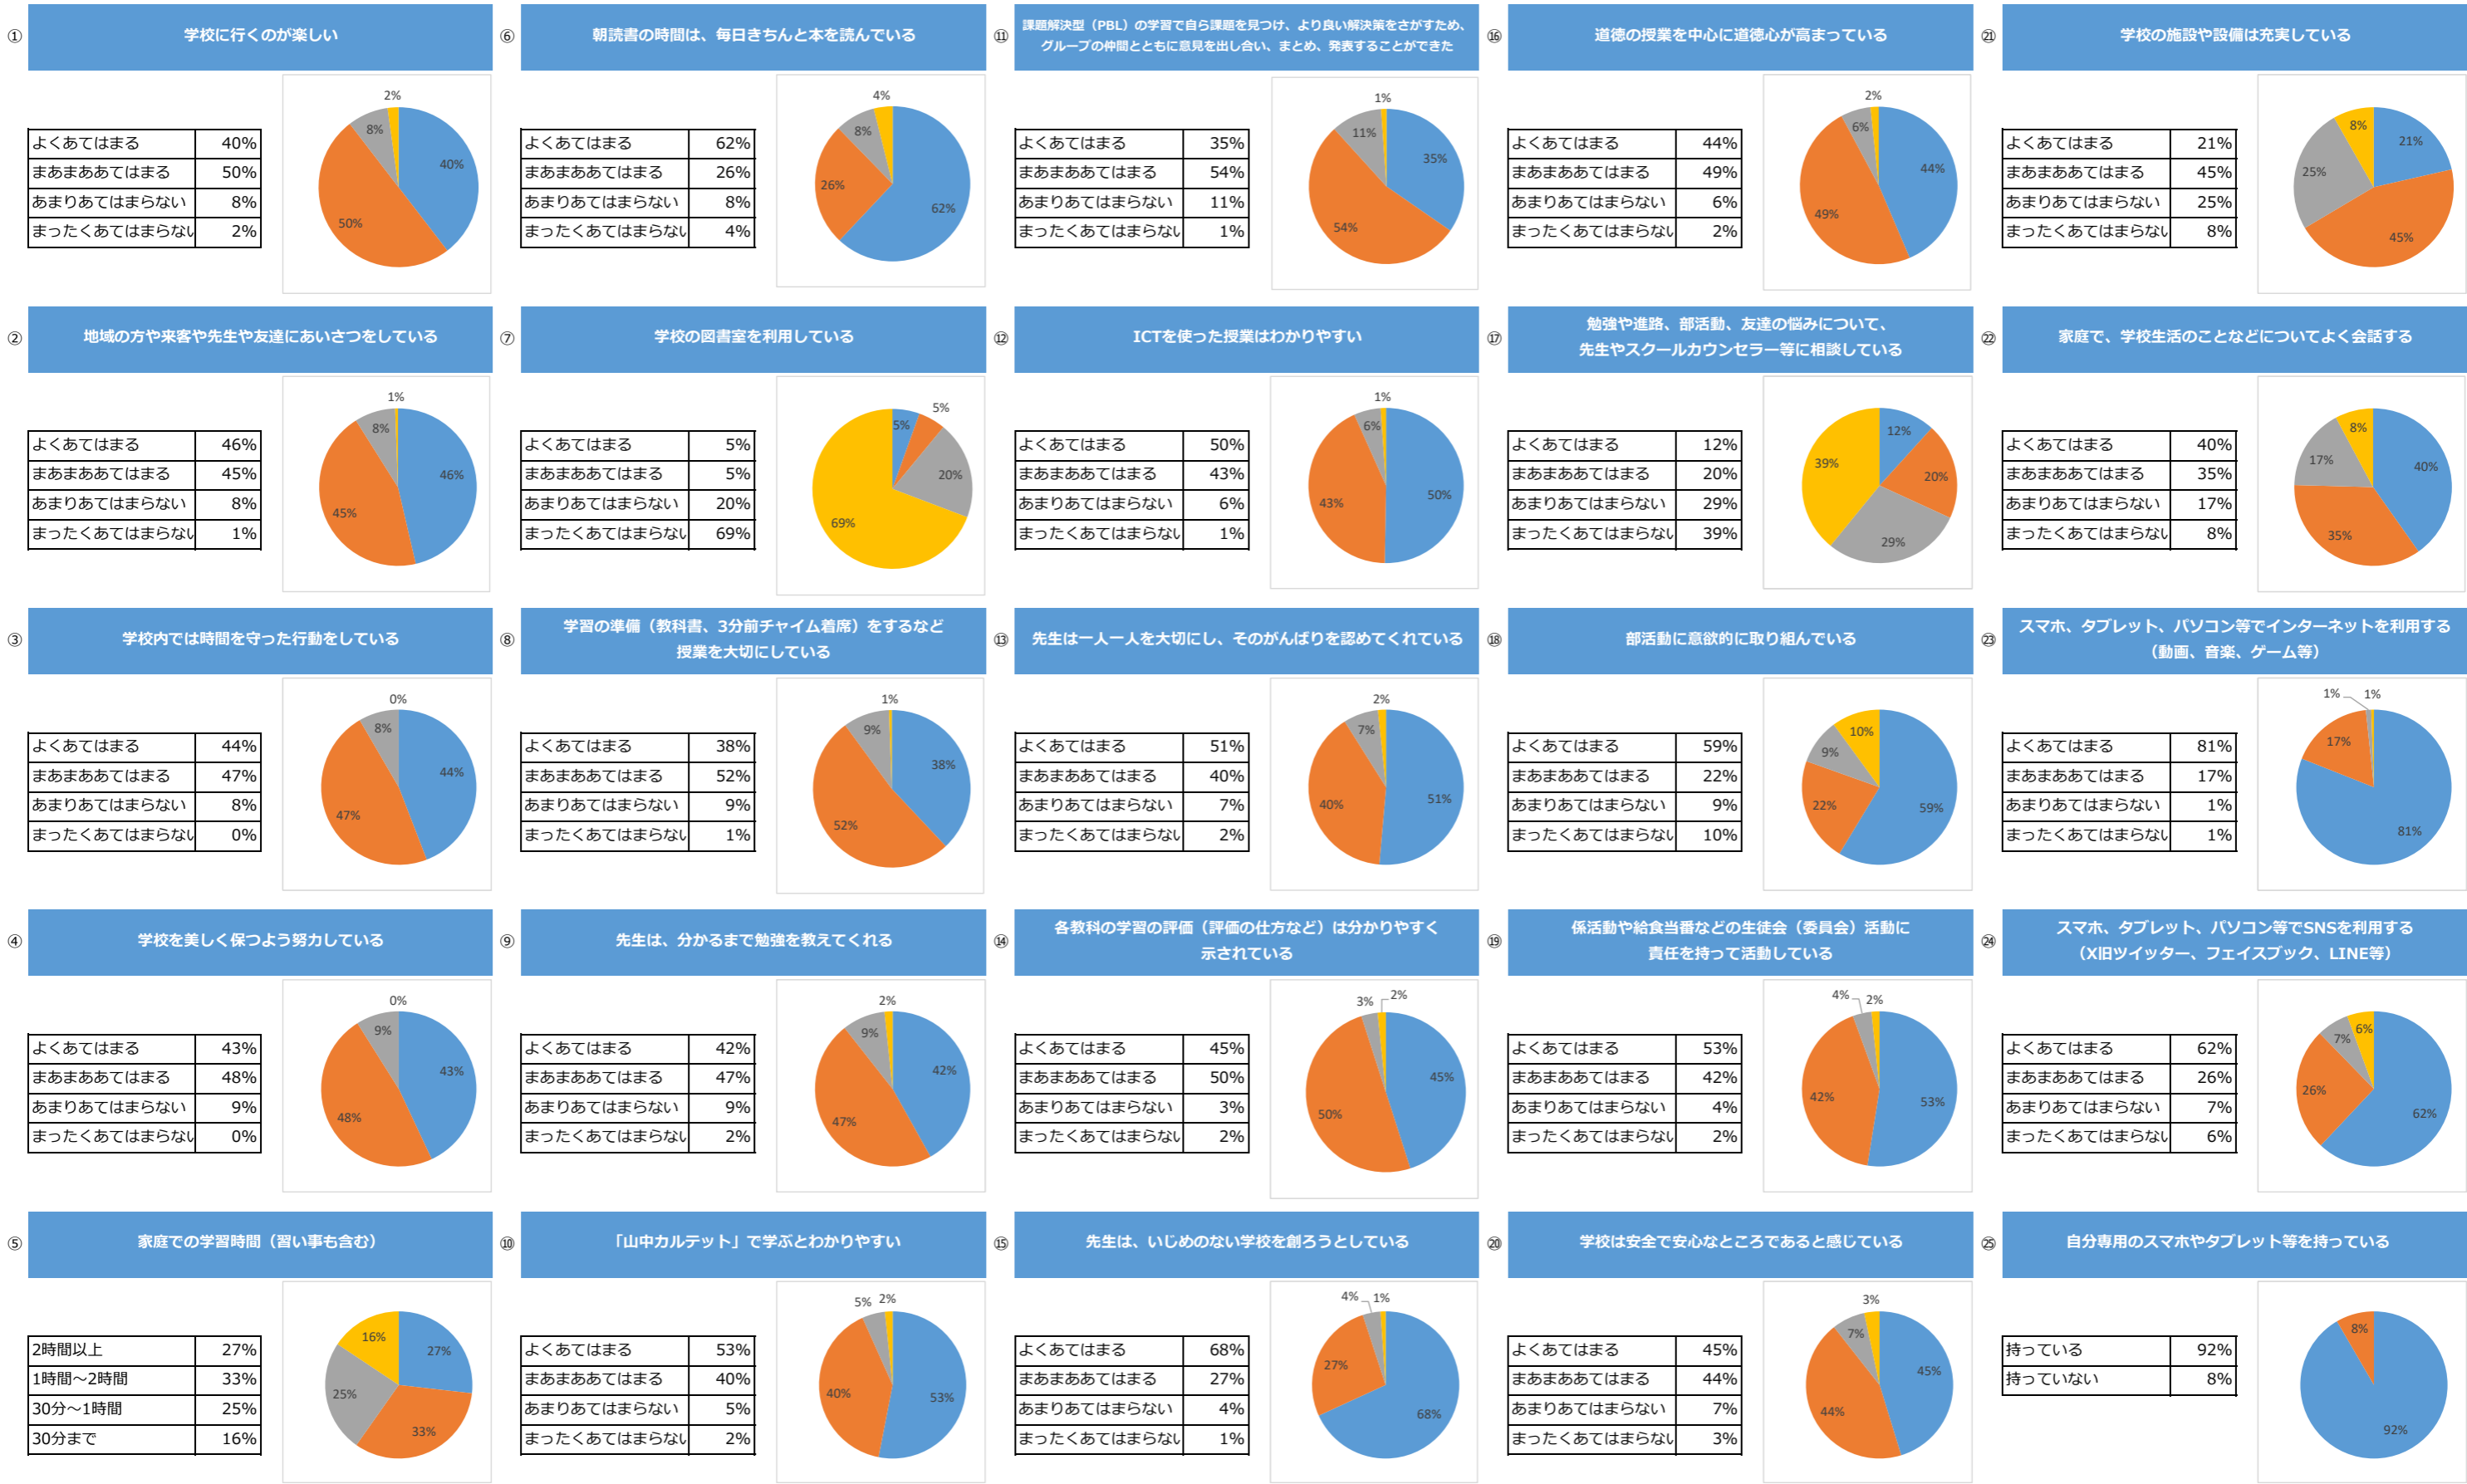 ①
学校に行くのが楽しい
よくあてはまる 40%
まあまああてはまる 50%
あまりあてはまらない 8%
まったくあてはまらない 2%
2%
8%
40%
50%
②
地域の方や来客や先生や友達にあいさつをしている
よくあてはまる 46%
まあまああてはまる 45%
あまりあてはまらない 8%
まったくあてはまらない 1%
1%
8%
46%
45%
③
学校内では時間を守った行動をしている
よくあてはまる 44%
まあまああてはまる 47%
あまりあてはまらない 8%
まったくあてはまらない 0%
0%
8%
44%
47%
④
学校を美しく保つよう努力している
よくあてはまる 43%
まあまああてはまる 48%
あまりあてはまらない 9%
まったくあてはまらない 0%
0%
9%
43%
48%
⑤
家庭での学習時間（習い事も含む）
2時間以上 27%
1時間～2時間 33%
30分～1時間 25%
30分まで 16%
16%
27%
25%
33%
⑥
朝読書の時間は、毎日きちんと本を読んでいる
よくあてはまる 62%
まあまああてはまる 26%
あまりあてはまらない 8%
まったくあてはまらない 4%
4%
8%
26%
62%
⑦
学校の図書室を利用している
よくあてはまる 5%
まあまああてはまる 5%
あまりあてはまらない 20%
まったくあてはまらない 69%
5%
5%
20%
69%
⑧
学習の準備（教科書、3分前チャイム着席）をするなど
授業を大切にしている
よくあてはまる 38%
まあまああてはまる 52%
あまりあてはまらない 9%
まったくあてはまらない 1%
1%
9%
38%
52%
⑨
先生は、分かるまで勉強を教えてくれる
よくあてはまる 42%
まあまああてはまる 47%
あまりあてはまらない 9%
まったくあてはまらない 2%
2%
9%
42%
47%
⑩
「山中カルテット」で学ぶとわかりやすい
よくあてはまる 53%
まあまああてはまる 40%
あまりあてはまらない 5%
まったくあてはまらない 2%
5% 2%
40%
53%
⑪
課題解決型（PBL）の学習で自ら課題を見つけ、より良い解決策をさがすため、
グループの仲間とともに意見を出し合い、まとめ、発表することができた
よくあてはまる 35%
まあまああてはまる 54%
あまりあてはまらない 11%
まったくあてはまらない 1%
1%
11%
35%
54%
⑫
ICTを使った授業はわかりやすい
よくあてはまる 50%
まあまああてはまる 43%
あまりあてはまらない 6%
まったくあてはまらない 1%
1%
6%
43%
50%
⑬
先生は一人一人を大切にし、そのがんばりを認めてくれている
よくあてはまる 51%
まあまああてはまる 40%
あまりあてはまらない 7%
まったくあてはまらない 2%
2%
7%
40%
51%
⑭
各教科の学習の評価（評価の仕方など）は分かりやすく
示されている
よくあてはまる 45%
まあまああてはまる 50%
あまりあてはまらない 3%
まったくあてはまらない 2%
3% 2%
45%
50%
⑮
先生は、いじめのない学校を創ろうとしている
よくあてはまる 68%
まあまああてはまる 27%
あまりあてはまらない 4%
まったくあてはまらない 1%
4% 1%
27%
68%
⑯
道徳の授業を中心に道徳心が高まっている
よくあてはまる 44%
まあまああてはまる 49%
あまりあてはまらない 6%
まったくあてはまらない 2%
2%
6%
44%
49%
⑰
勉強や進路、部活動、友達の悩みについて、
先生やスクールカウンセラー等に相談している
よくあてはまる 12%
まあまああてはまる 20%
あまりあてはまらない 29%
まったくあてはまらない 39%
12%
39%
20%
29%
⑱
部活動に意欲的に取り組んでいる
よくあてはまる 59%
まあまああてはまる 22%
あまりあてはまらない 9%
まったくあてはまらない 10%
10%
9%
22%
59%
⑲
係活動や給食当番などの生徒会（委員会）活動に
責任を持って活動している
よくあてはまる 53%
まあまああてはまる 42%
あまりあてはまらない 4%
まったくあてはまらない 2%
4% 2%
42%
53%
⑳
学校は安全で安心なところであると感じている
よくあてはまる 45%
まあまああてはまる 44%
あまりあてはまらない 7%
まったくあてはまらない 3%
3%
7%
45%
44%
㉑
学校の施設や設備は充実している
よくあてはまる 21%
まあまああてはまる 45%
あまりあてはまらない 25%
まったくあてはまらない 8%
8%
21%
25%
45%
㉒
家庭で、学校生活のことなどについてよく会話する
よくあてはまる 40%
まあまああてはまる 35%
あまりあてはまらない 17%
まったくあてはまらない 8%
8%
17%
40%
35%
㉓
スマホ、タブレット、パソコン等でインターネットを利用する
（動画、音楽、ゲーム等）
よくあてはまる 81%
まあまああてはまる 17%
あまりあてはまらない 1%
まったくあてはまらない 1%
1% 1%
17%
81%
㉔
スマホ、タブレット、パソコン等でSNSを利用する
（X旧ツイッター、フェイスブック、LINE等）
よくあてはまる 62%
まあまああてはまる 26%
あまりあてはまらない 7%
まったくあてはまらない 6%
6%
7%
26%
62%
㉕
自分専用のスマホやタブレット等を持っている
持っている 92%
持っていない 8%
8%
92%